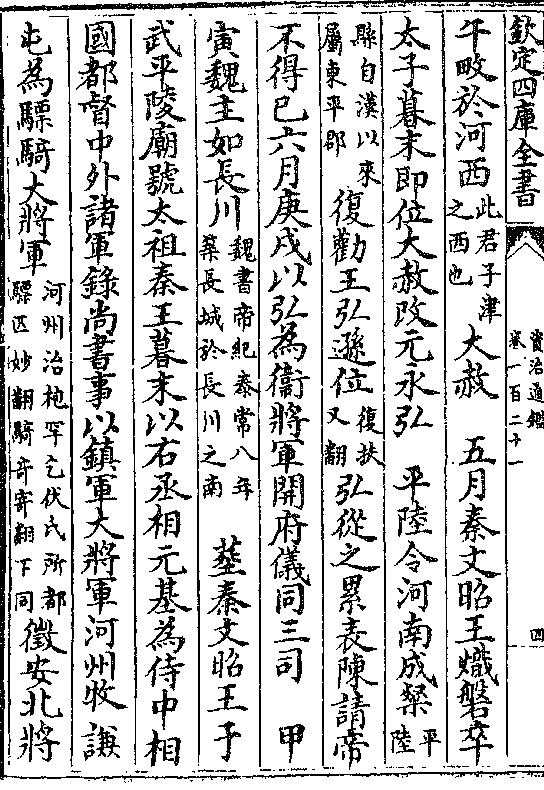 欽定四庫全書
資治通鑑
卷一百二十一
四
午畋於河西此君子津之西也大赦　五月秦文昭王熾磐卒
太子暮末即位大赦改元永弘　平陸令河南成粲平陸
縣自漢以來屬東平郡復勸王弘遜位復扶又翻弘從之累表陳請帝
不得已六月庚戌以弘為衞將軍開府儀同三司　甲
寅魏主如長川魏書帝紀泰常八年築長城於長川之南　塟秦文昭王于
武平陵廟號太祖秦王暮末以右丞相元基為侍中相
國都督中外諸軍錄尚書事以鎮軍大將軍河州牧謙
屯為驃騎大將軍河州治枹罕乞伏氏所都驃匹妙翻騎奇寄翻下同徵安北將